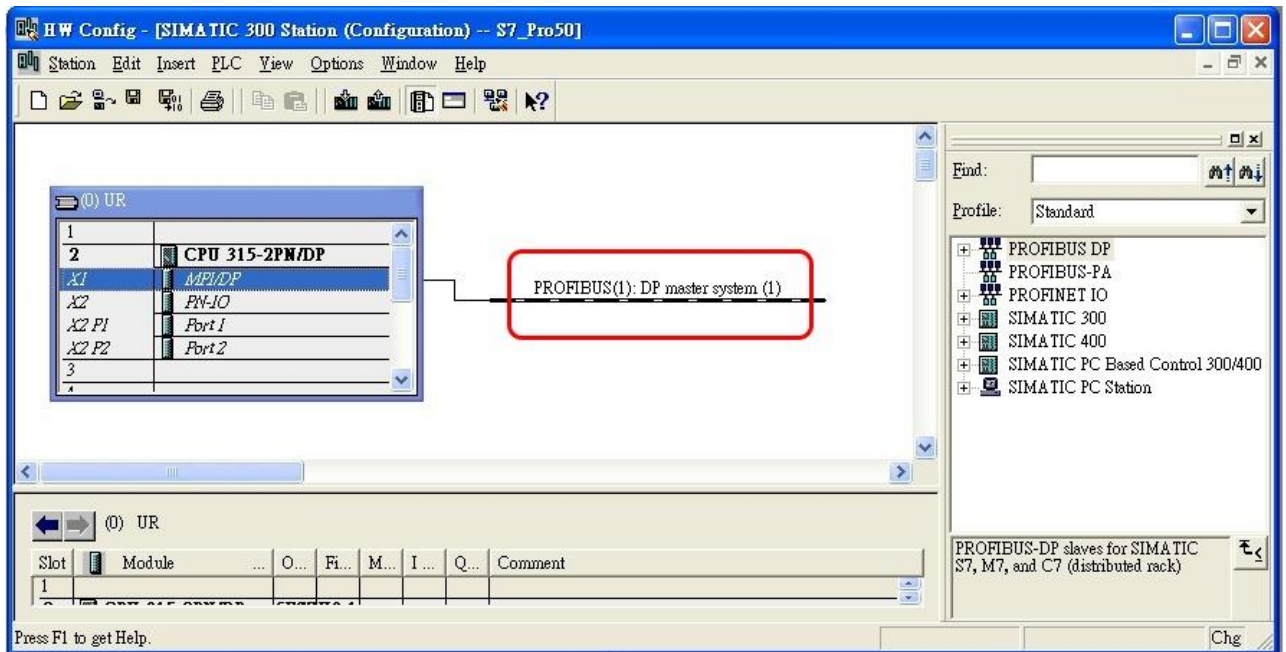 HW Config - [SIMATIC 300 Station (Configuration) -- S7_Pro50]
Station Edit Insert PLC View Options Window Help
(0) UR
1
2 CPU 315-2PN/DP
X1 MPI/DP
X2 PN-IO
X2 P1 Port 1
X2 P2 Port 2
3
PROFIBUS(1): DP master system (1)
Find:
Profile: Standard
PROFIBUS DP
PROFIBUS-PA
PROFINET IO
SIMATIC 300
SIMATIC 400
SIMATIC PC Based Control 300/400
SIMATIC PC Station
(0) UR
Slot Module ... O... Fi... M... I ... Q... Comment
1
PROFIBUS-DP slaves for SIMATIC
S7, M7, and C7 (distributed rack)
Press F1 to get Help.
Chg